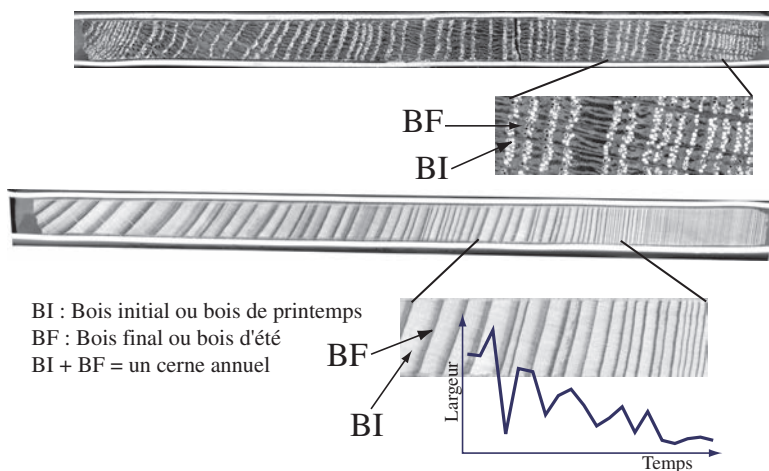 BF
BI
BI : Bois initial ou bois de printemps
BF : Bois final ou bois d'été
BI + BF = un cerne annuel
BF
BI
Largeur
Temps